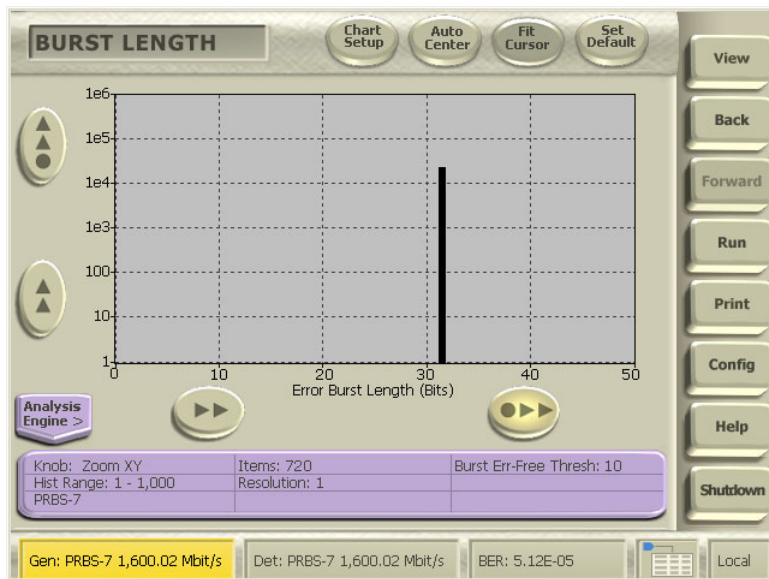 BURST LENGTH
Chart Setup
Auto Center
Fit Cursor
Set Default
View
Back
Forward
Run
Print
Config
Help
Shutdown
1e6
1e5
1e4
1e3
100
10
1
0 10 20 30 40 50
Error Burst Length (Bits)
Analysis
Engine >
Knob: Zoom XY Items: 720 Burst Err-Free Thresh: 10
Hist Range: 1 - 1,000 Resolution: 1
PRBS-7
Gen: PRBS-7 1,600.02 Mbit/s Det: PRBS-7 1,600.02 Mbit/s BER: 5.12E-05 Local